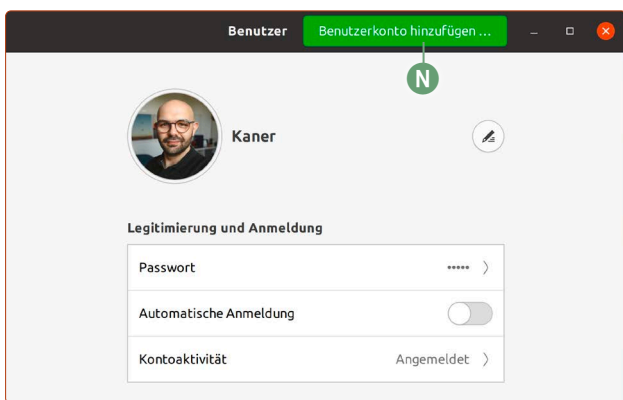 Benutzer
Benutzerkonto hinzufügen ...
N
Kaner
Legitimierung und Anmeldung
Passwort •••••
Automatische Anmeldung
Kontoaktivität Angemeldet